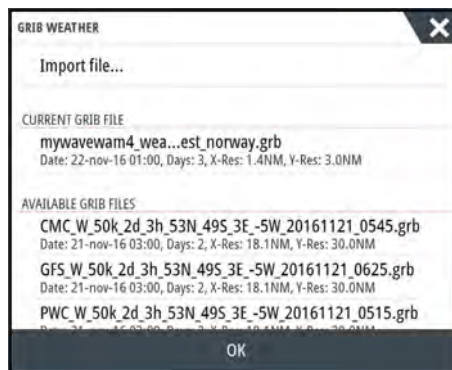 GRIB WEATHER
Import file...
CURRENT GRIB FILE
mywavewam4_wea...est_norway.grb
Date: 22-nov-16 01:00, Days: 3, X-Res: 1.4NM, Y-Res: 3.0NM
AVAILABLE GRIB FILES
CMC_W_50k_2d_3h_53N_49S_3E_-5W_20161121_0545.grb
Date: 21-nov-16 03:00, Days: 2, X-Res: 18.1NM, Y-Res: 30.0NM
GFS_W_50k_2d_3h_53N_49S_3E_-5W_20161121_0625.grb
Date: 21-nov-16 03:00, Days: 2, X-Res: 18.1NM, Y-Res: 30.0NM
PWC_W_50k_2d_3h_53N_49S_3E_-5W_20161121_0515.grb
OK